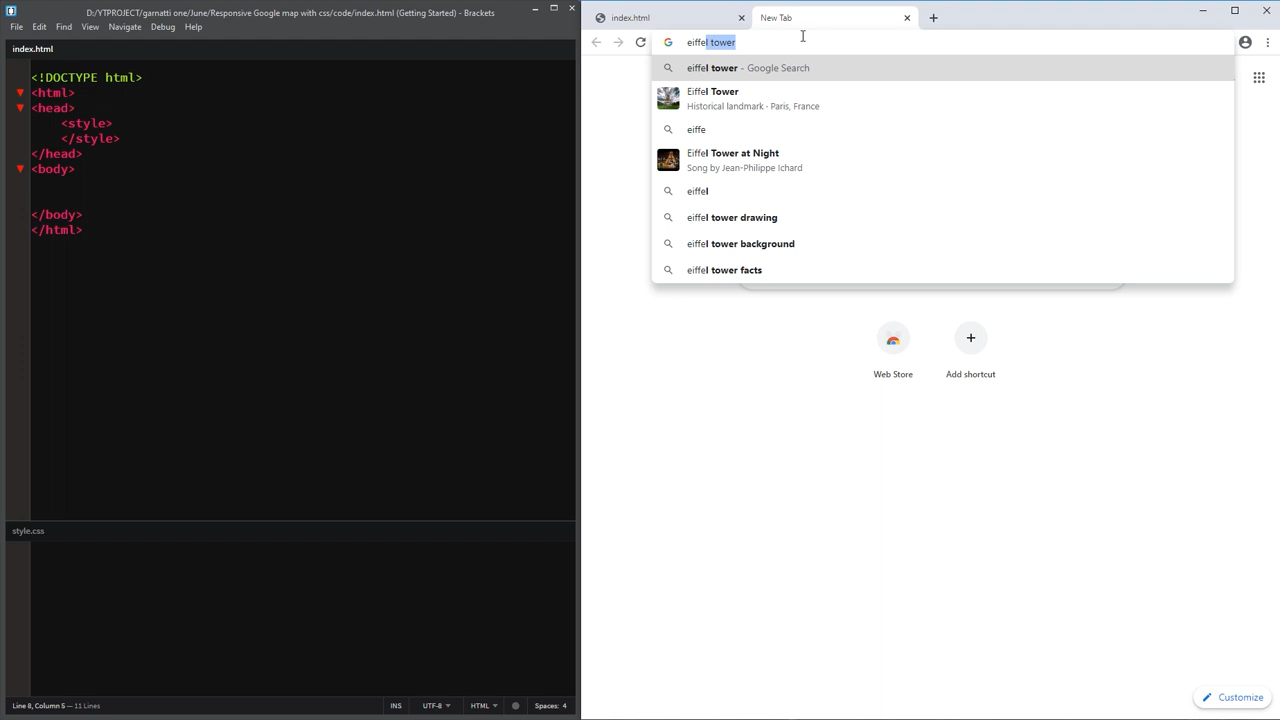 D:/YTPROJECT/gamatti one/June/Responsive Google map with css/code/index.html (Getting Started) - Brackets
File Edit Find View Navigate Debug Help
index.html
<!DOCTYPE html>
<html>
<head>
<style>
</style>
</head>
<body>
</body>
</html>
style.css
Line 8, Column 5 — 11 Lines
INS UTF-8 HTML Spaces: 4
index.html
New Tab
eiffel tower
eiffel tower - Google Search
Eiffel Tower
Historical landmark · Paris, France
eiffe
Eiffel Tower at Night
Song by Jean-Philippe Ichard
eiffel
eiffel tower drawing
eiffel tower background
eiffel tower facts
Web Store Add shortcut
Customize